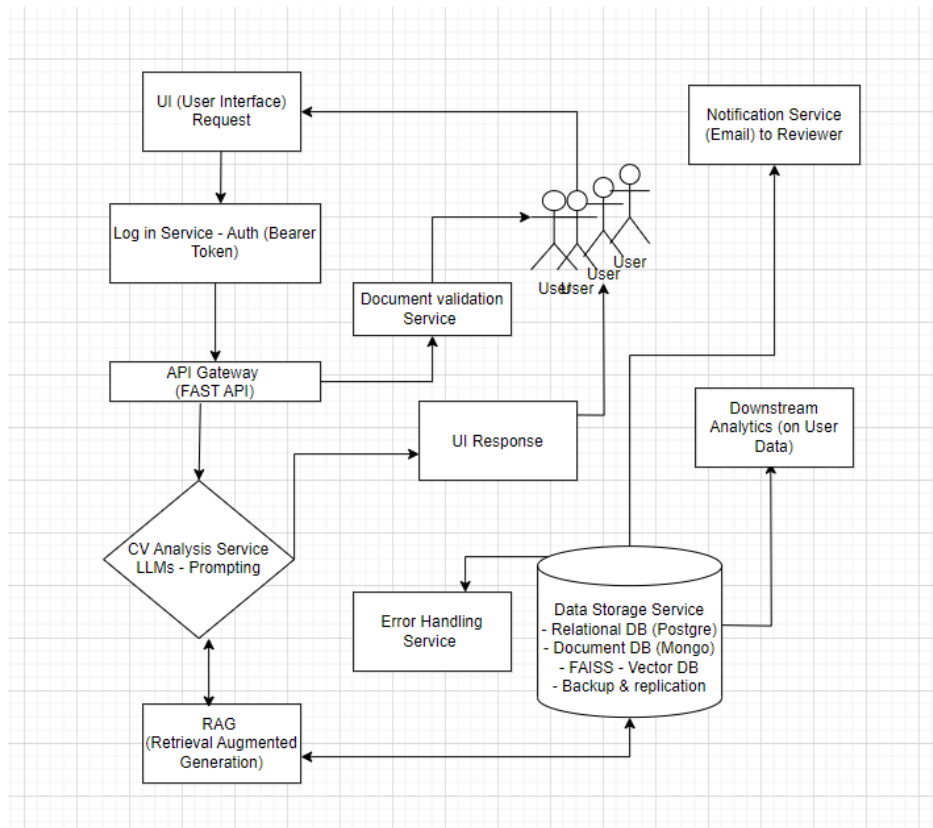 UI (User Interface)
Request
Notification Service
(Email) to Reviewer
Log in Service - Auth (Bearer
Token)
User
User
User
User
Document validation
Service
API Gateway
(FAST API)
UI Response
Downstream
Analytics (on User
Data)
CV Analysis Service
LLMs - Prompting
Error Handling
Service
Data Storage Service
- Relational DB (Postgre)
- Document DB (Mongo)
- FAISS - Vector DB
- Backup & replication
RAG
(Retrieval Augmented
Generation)